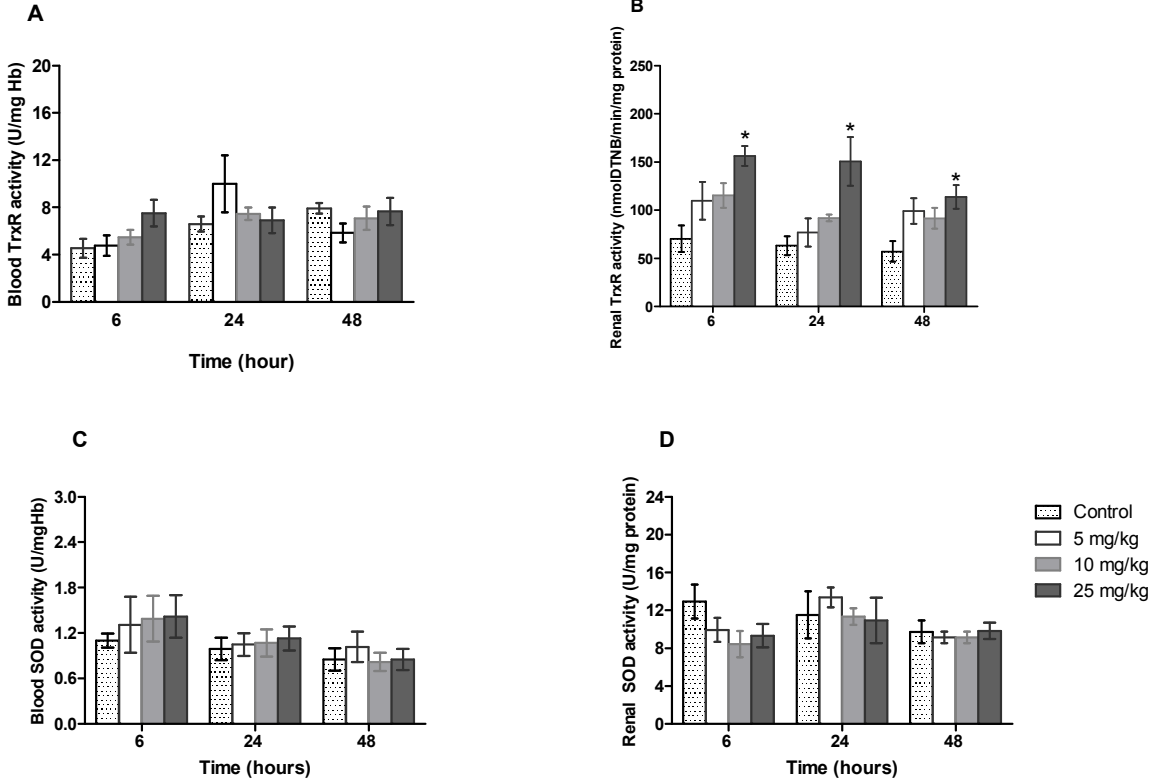 A
Blood TrxR activity (U/mg Hb)
20
16
12
8
4
0
6 24 48
Time (hour)
B
Renal TrxR activity (nmolDTNB/min/mg protein)
250
200
150
100
50
0
* * *
6 24 48
C
Blood SOD activity (U/mgHb)
3.0
2.4
1.8
1.2
0.6
0.0
6 24 48
Time (hours)
D
Renal SOD activity (U/mg protein)
24
20
16
12
8
4
0
6 24 48
Time (hours)
Control
5 mg/kg
10 mg/kg
25 mg/kg